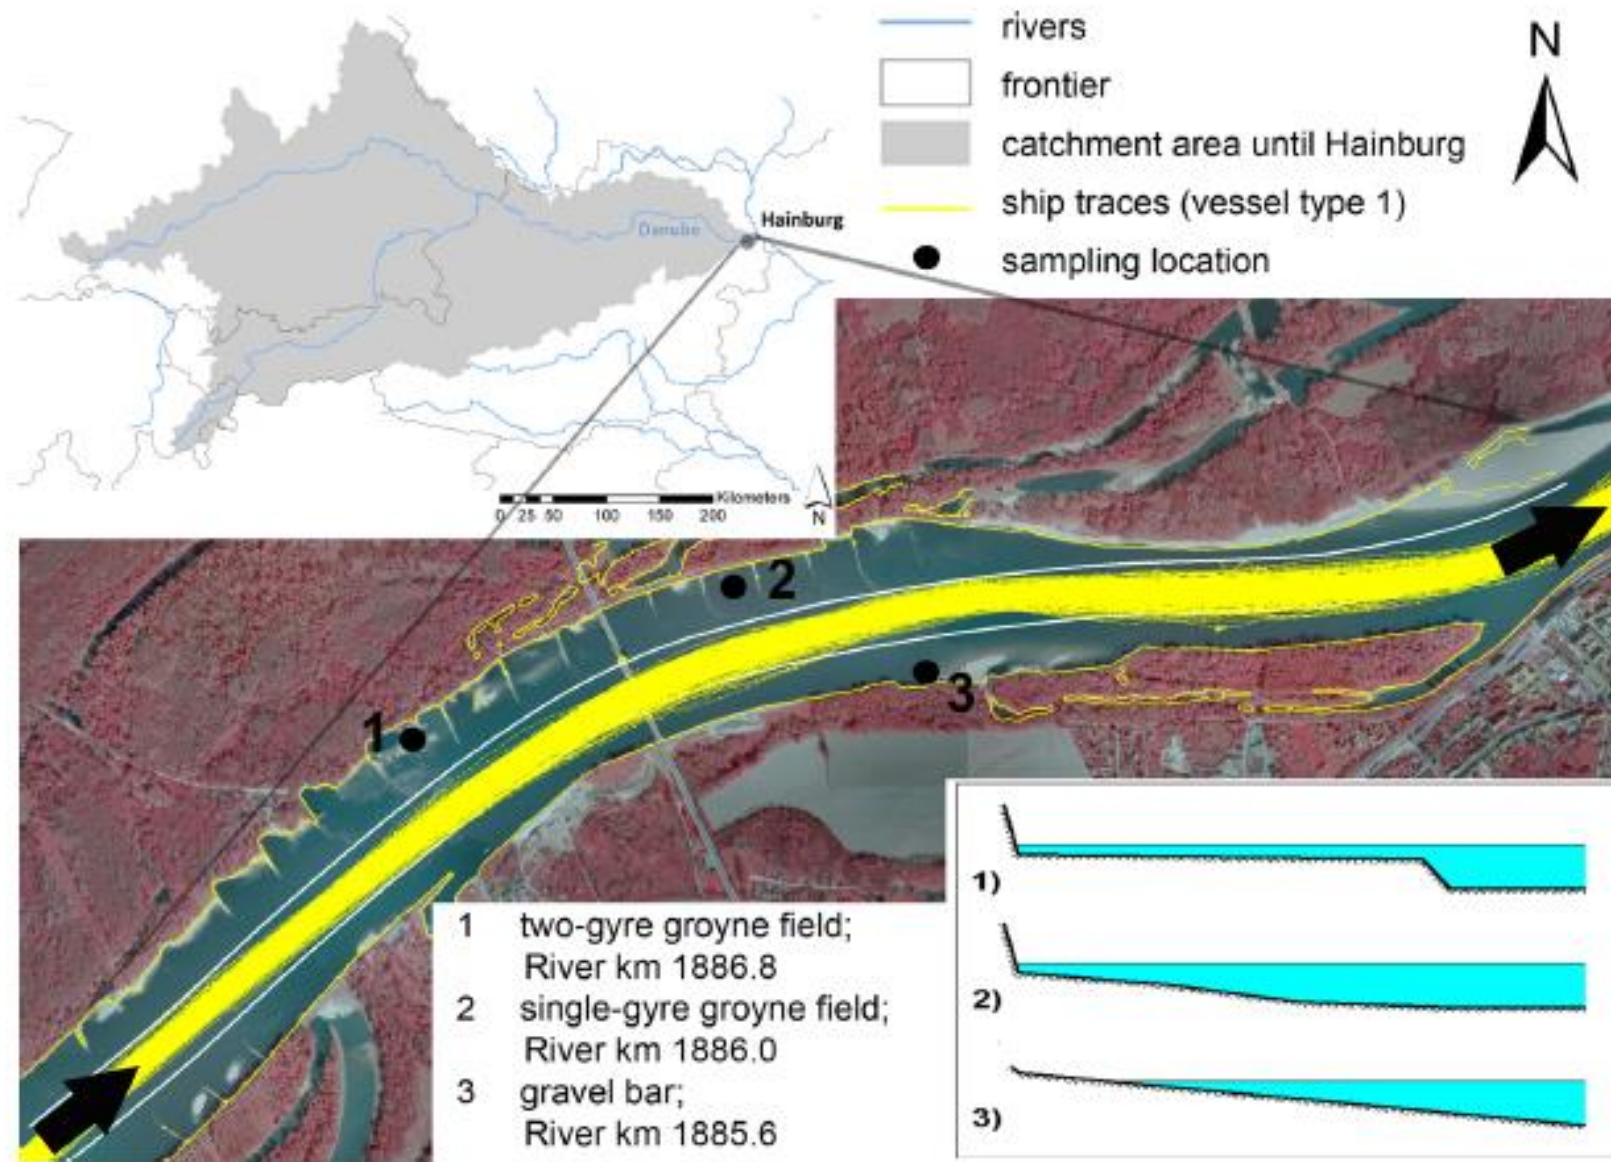 rivers
frontier
catchment area until Hainburg
ship traces (vessel type 1)
sampling location
N
Hainburg
Danube
Kilometers
0 25 50 100 150 200
N
1
2
3
1 two-gyre groyne field;
River km 1886.8
2 single-gyre groyne field;
River km 1886.0
3 gravel bar;
River km 1885.6
1)
2)
3)